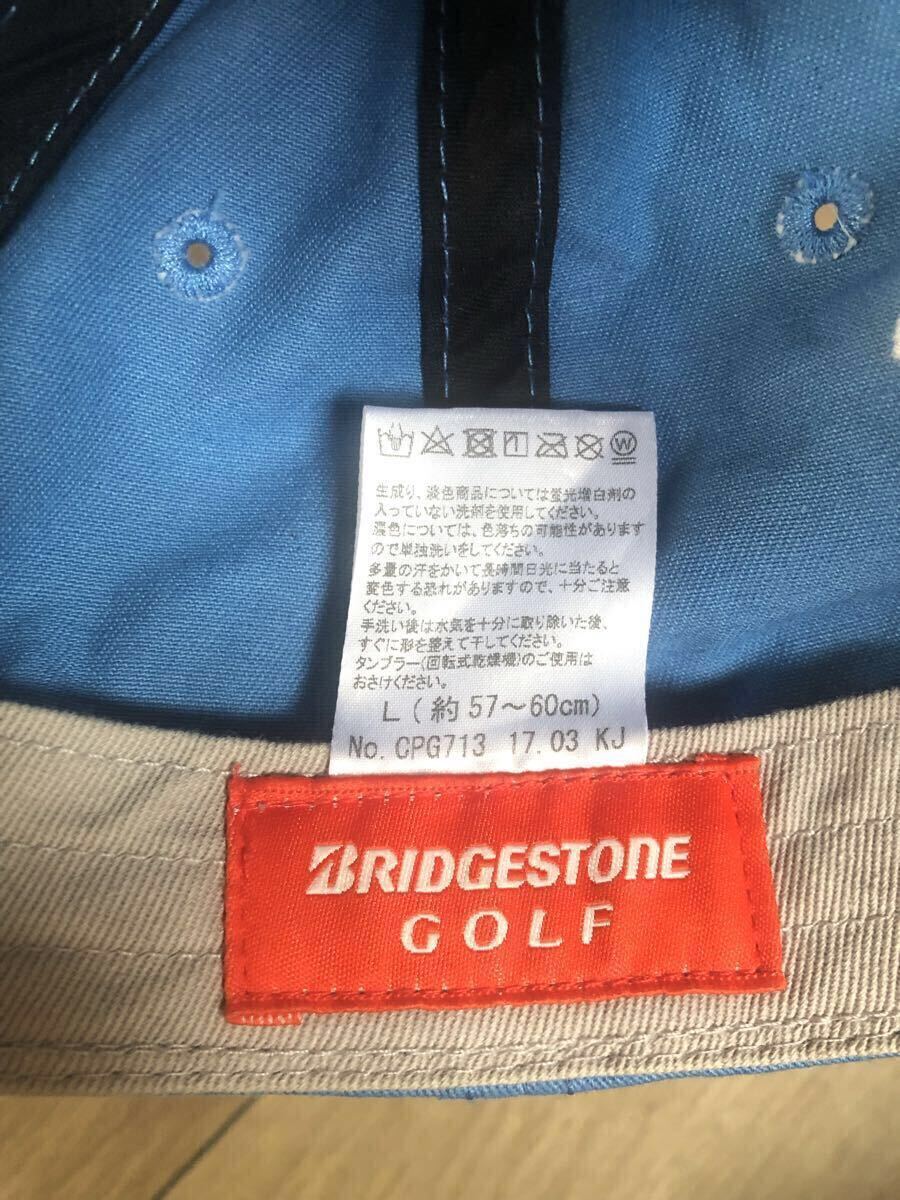 生成り、淡色商品については蛍光増白剤の
入っていない洗剤を使用してください。
濃色については、色落ちの可能性があります
ので単独洗いをしてください。
多量の汗をかいて長時間日光に当たると
変色する恐れがありますので、十分ご注意
ください。
手洗い後は水気を十分に取り除いた後、
すぐに形を整えて干してください。
タンブラー(回転式乾燥機)のご使用は
おさけください。
L(約57～60cm)
No. CPG713 17.03 KJ
BRIDGESTONE
GOLF